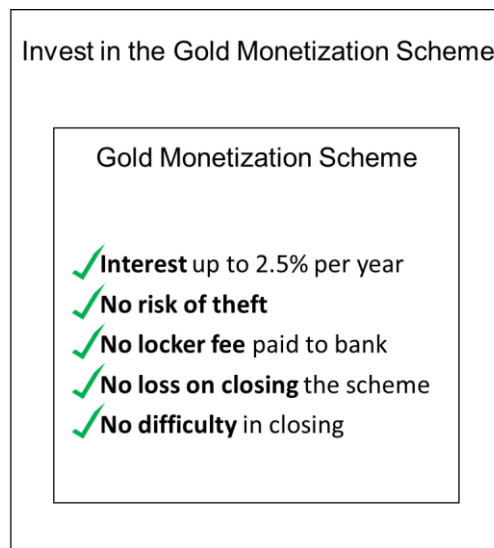 Invest in the Gold Monetization Scheme
Gold Monetization Scheme
Interest up to 2.5% per year
No risk of theft
No locker fee paid to bank
No loss on closing the scheme
No difficulty in closing